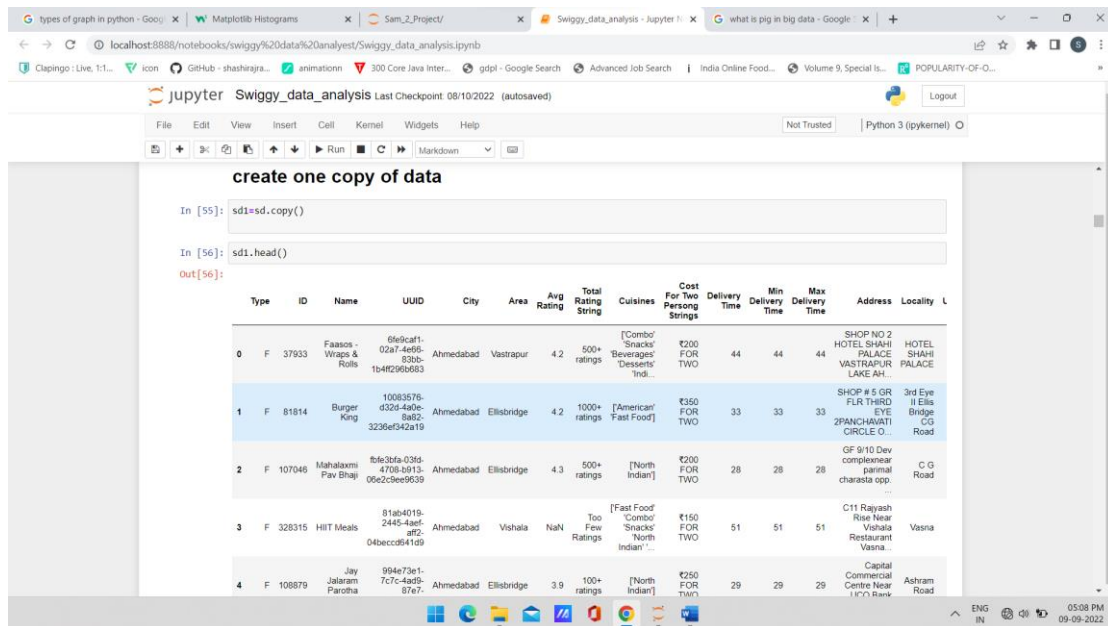 types of graph in python - Goog
Matplotlib Histograms
Sam_2_Project/
Swiggy_data_analysis - Jupyter N
what is pig in big data - Google
localhost:8888/notebooks/swiggy%20data%20analyest/Swiggy_data_analysis.ipynb
Clapingo : Live, 1:1...
icon
GitHub - shashirajra...
animationn
300 Core Java Inter...
gdpl - Google Search
Advanced Job Search
India Online Food...
Volume 9, Special Is...
POPULARITY-OF-O...
jupyter Swiggy_data_analysis Last Checkpoint: 08/10/2022 (autosaved)
Logout
File Edit View Insert Cell Kernel Widgets Help
Not Trusted
Python 3 (ipykernel)
Run
Markdown
create one copy of data
In [55]: sd1=sd.copy()
In [56]: sd1.head()
Out[56]:
Type ID Name UUID City Area Avg Rating Total Rating String Cuisines Cost For Two Persong Strings Delivery Time Min Delivery Time Max Delivery Time Address Locality
0 F 37933 Faasos - Wraps & Rolls 6fe9caf1-02a7-4e66-83bb-1b4ff296b683 Ahmedabad Vastrapur 4.2 500+ ratings ['Combo' 'Snacks' 'Beverages' 'Desserts' 'Indi... ₹200 FOR TWO 44 44 44 SHOP NO 2 HOTEL SHAHI PALACE VASTRAPUR LAKE AH... HOTEL SHAHI PALACE
1 F 81814 Burger King 10083576-d32d-4a0e-8a82-3236ef342a19 Ahmedabad Ellisbridge 4.2 1000+ ratings ['American' 'Fast Food'] ₹350 FOR TWO 33 33 33 SHOP # 5 GR FLR THIRD EYE 2PANCHAVATI CIRCLE O... 3rd Eye II Ellis Bridge CG Road
2 F 107046 Mahalaxmi Pav Bhaji fbfe3bfa-03fd-4708-b913-06e2c9ee9639 Ahmedabad Ellisbridge 4.3 500+ ratings ['North Indian'] ₹200 FOR TWO 28 28 28 GF 9/10 Dev complexnear parimal charasta opp. ... C G Road
3 F 328315 HIIT Meals 81ab4019-2445-4aef-aff2-04beccd641d9 Ahmedabad Vishala NaN Too Few Ratings ['Fast Food' 'Combo' 'Snacks' 'North Indian' '... ₹150 FOR TWO 51 51 51 C11 Rajyash Rise Near Vishala Restaurant Vasna... Vasna
4 F 108879 Jay Jalaram Parotha 994e73e1-7c7c-4ad9-87e7- Ahmedabad Ellisbridge 3.9 100+ ratings ['North Indian'] ₹250 FOR TWO 29 29 29 Capital Commercial Centre Near UCO Bank Ashram Road
ENG
IN
05:08 PM
09-09-2022